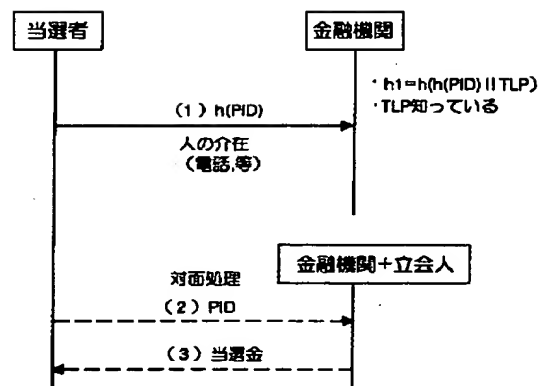 当選者
金融機関
・h1=h(h(PID)||TLP)
・TLP知っている
（1）h(PID)
人の介在
（電話,等）
金融機関+立会人
対面処理
（2）PID
（3）当選金